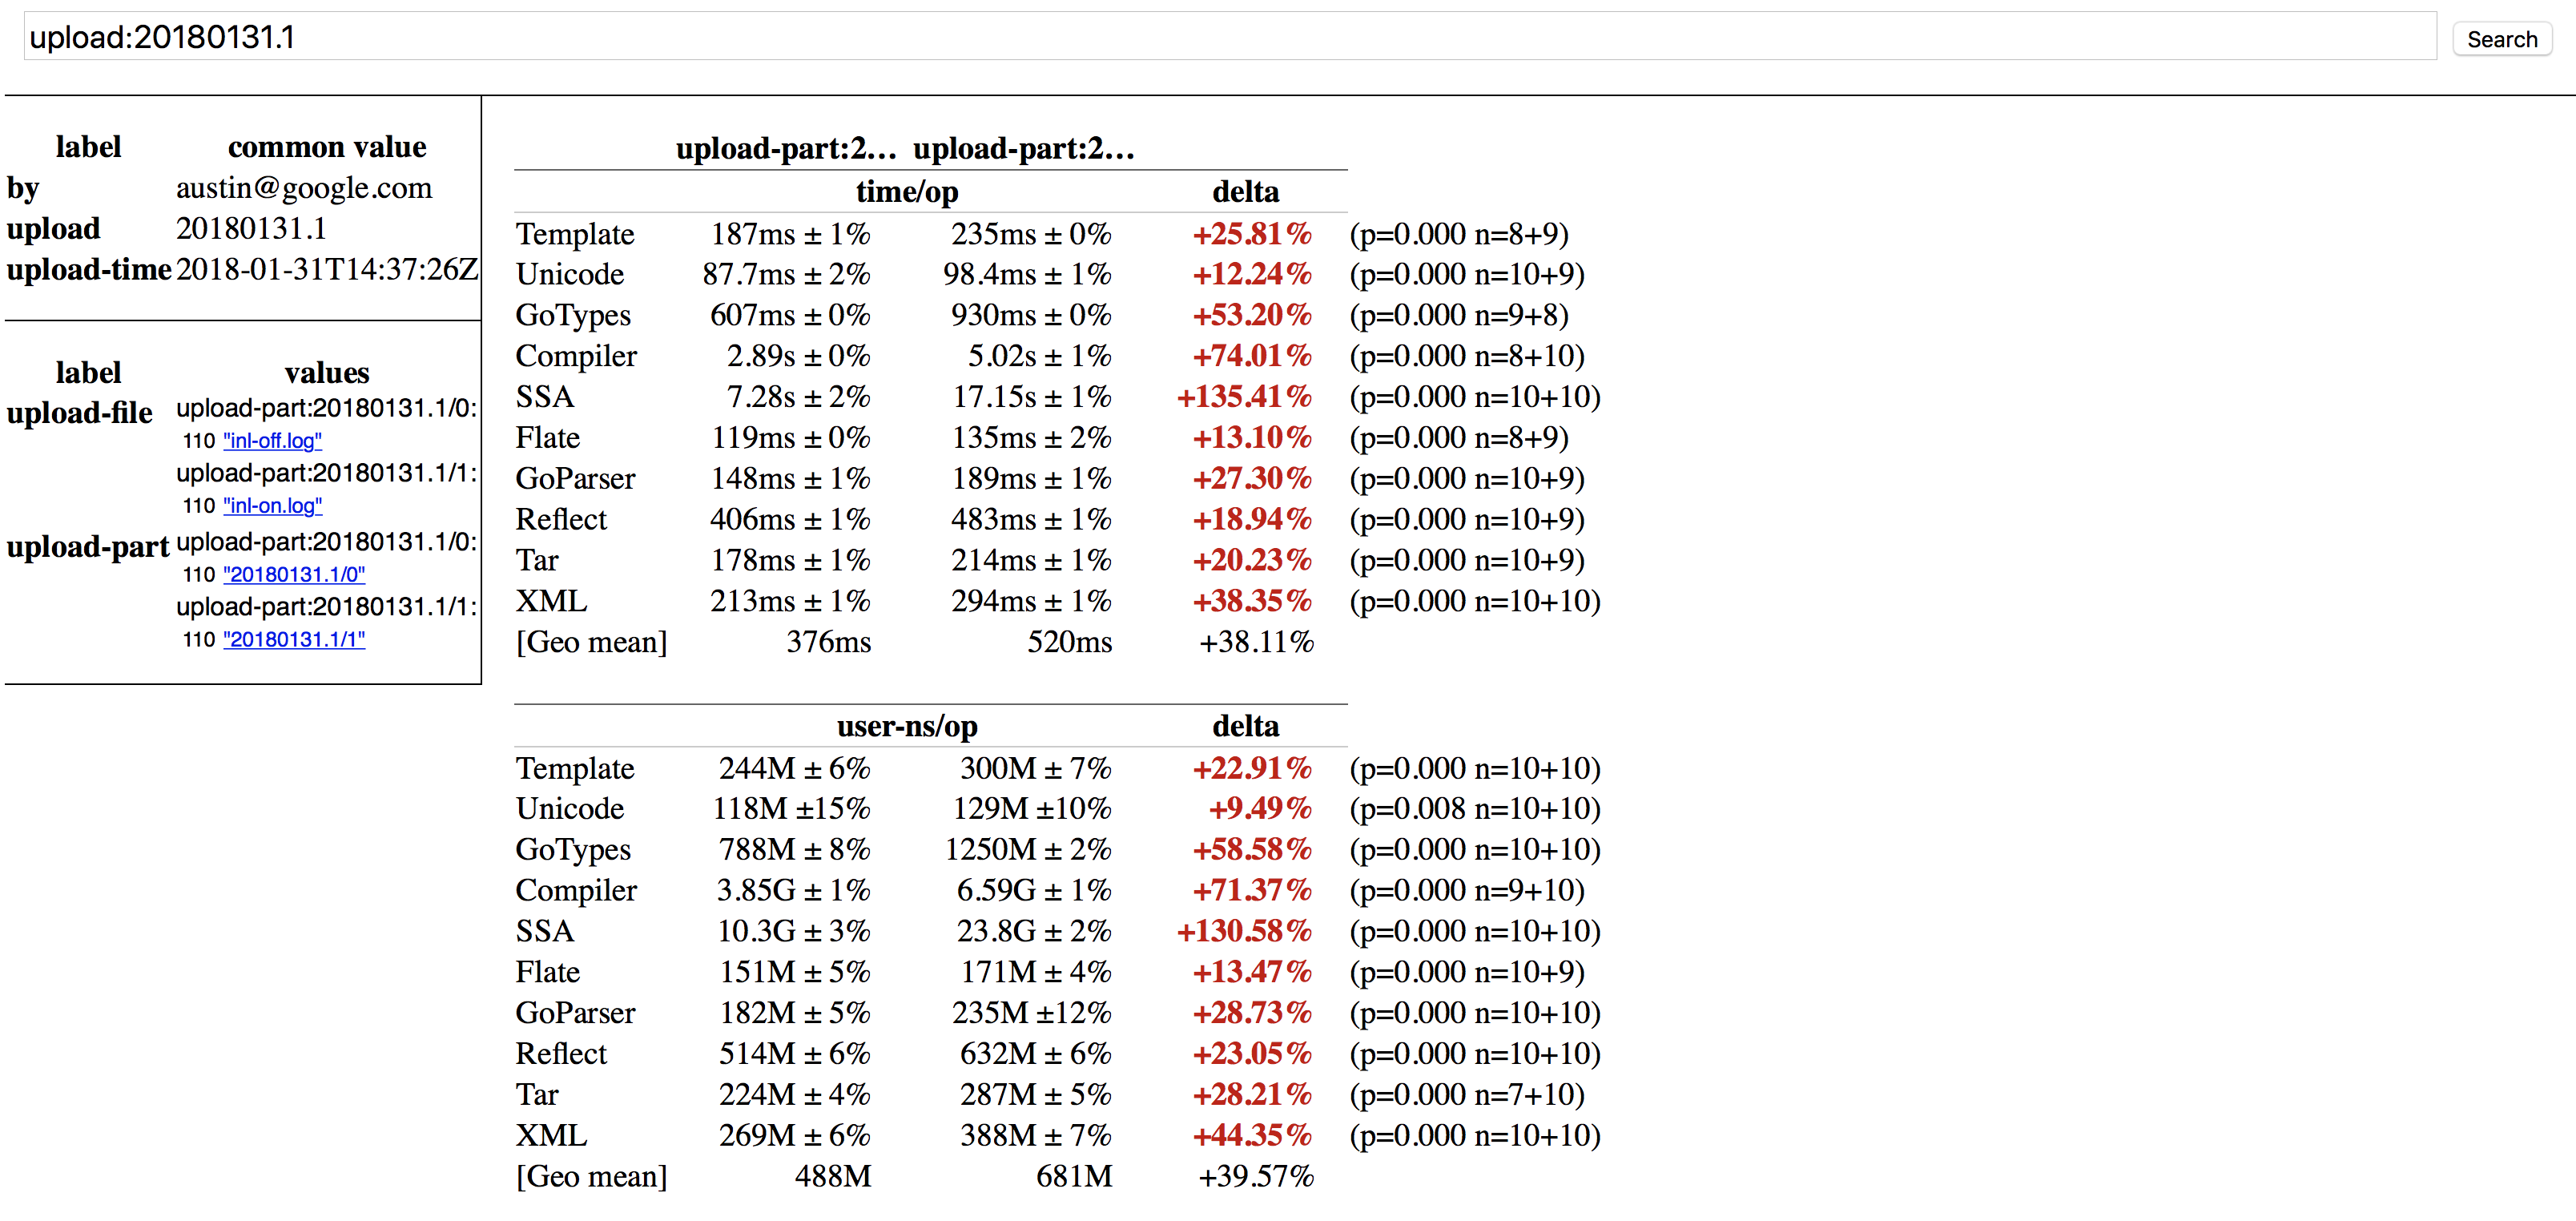 upload:20180131.1
Search
label common value
by austin@google.com
upload 20180131.1
upload-time 2018-01-31T14:37:26Z
label values
upload-file upload-part:20180131.1/0:
110 "inl-off.log"
upload-part:20180131.1/1:
110 "inl-on.log"
upload-part upload-part:20180131.1/0:
110 "20180131.1/0"
upload-part:20180131.1/1:
110 "20180131.1/1"
upload-part:2… upload-part:2…
time/op delta
Template 187ms ± 1% 235ms ± 0% +25.81% (p=0.000 n=8+9)
Unicode 87.7ms ± 2% 98.4ms ± 1% +12.24% (p=0.000 n=10+9)
GoTypes 607ms ± 0% 930ms ± 0% +53.20% (p=0.000 n=9+8)
Compiler 2.89s ± 0% 5.02s ± 1% +74.01% (p=0.000 n=8+10)
SSA 7.28s ± 2% 17.15s ± 1% +135.41% (p=0.000 n=10+10)
Flate 119ms ± 0% 135ms ± 2% +13.10% (p=0.000 n=8+9)
GoParser 148ms ± 1% 189ms ± 1% +27.30% (p=0.000 n=10+9)
Reflect 406ms ± 1% 483ms ± 1% +18.94% (p=0.000 n=10+9)
Tar 178ms ± 1% 214ms ± 1% +20.23% (p=0.000 n=10+9)
XML 213ms ± 1% 294ms ± 1% +38.35% (p=0.000 n=10+10)
[Geo mean] 376ms 520ms +38.11%
user-ns/op delta
Template 244M ± 6% 300M ± 7% +22.91% (p=0.000 n=10+10)
Unicode 118M ±15% 129M ±10% +9.49% (p=0.008 n=10+10)
GoTypes 788M ± 8% 1250M ± 2% +58.58% (p=0.000 n=10+10)
Compiler 3.85G ± 1% 6.59G ± 1% +71.37% (p=0.000 n=9+10)
SSA 10.3G ± 3% 23.8G ± 2% +130.58% (p=0.000 n=10+10)
Flate 151M ± 5% 171M ± 4% +13.47% (p=0.000 n=10+9)
GoParser 182M ± 5% 235M ±12% +28.73% (p=0.000 n=10+10)
Reflect 514M ± 6% 632M ± 6% +23.05% (p=0.000 n=10+10)
Tar 224M ± 4% 287M ± 5% +28.21% (p=0.000 n=7+10)
XML 269M ± 6% 388M ± 7% +44.35% (p=0.000 n=10+10)
[Geo mean] 488M 681M +39.57%